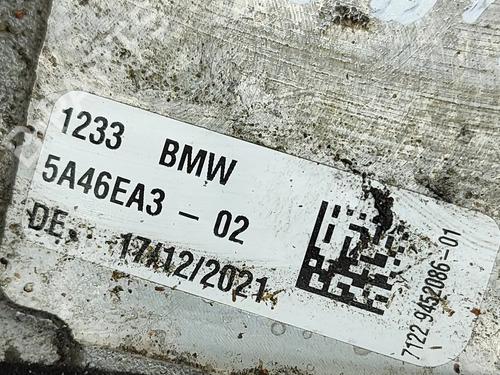 1233 BMW
5A46EA3 - 02
DE, 17/12/2021
7122 9452086-01